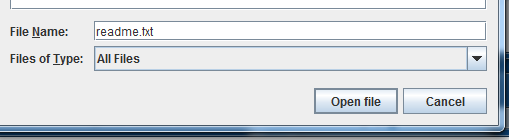 File Name: readme.txt
Files of Type: All Files
Open file Cancel